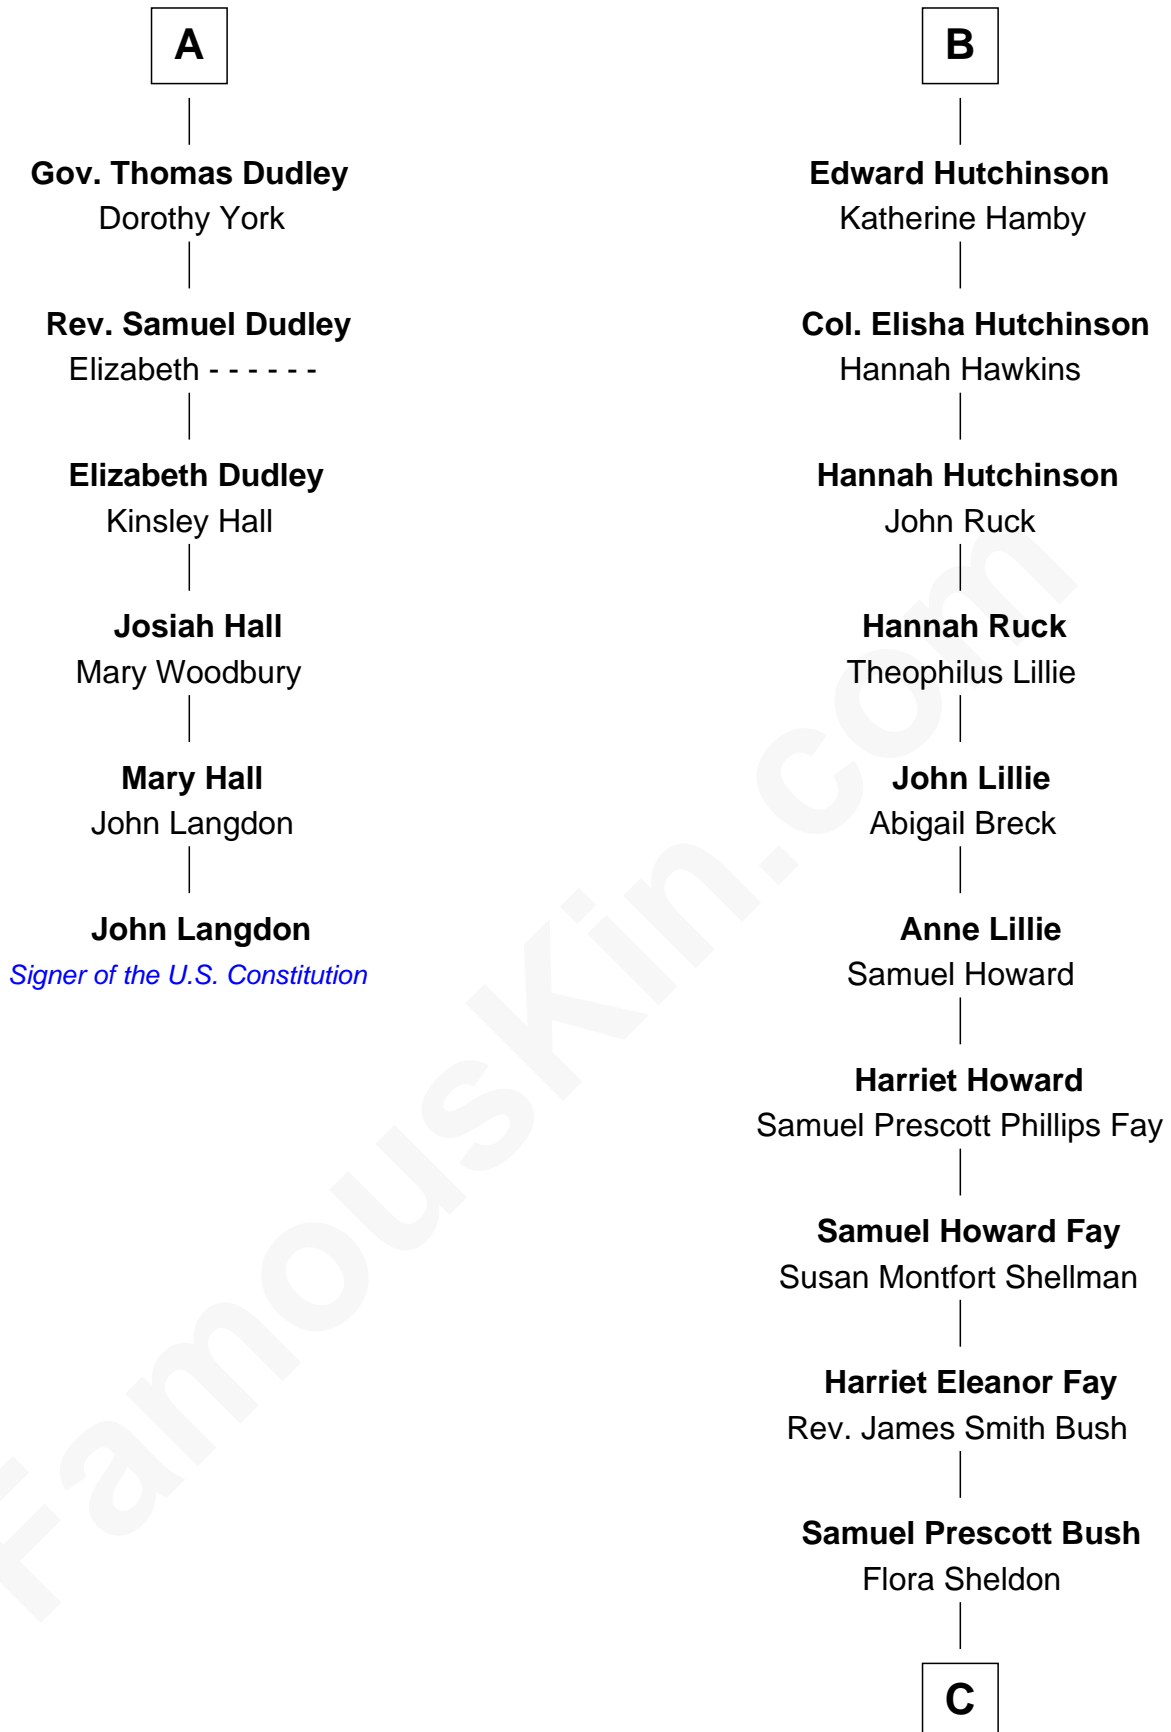 A
Gov. Thomas Dudley
Dorothy York
Rev. Samuel Dudley
Elizabeth - - - - - -
Elizabeth Dudley
Kinsley Hall
Josiah Hall
Mary Woodbury
Mary Hall
John Langdon
John Langdon
Signer of the U.S. Constitution
B
Edward Hutchinson
Katherine Hamby
Col. Elisha Hutchinson
Hannah Hawkins
Hannah Hutchinson
John Ruck
Hannah Ruck
Theophilus Lillie
John Lillie
Abigail Breck
Anne Lillie
Samuel Howard
Harriet Howard
Samuel Prescott Phillips Fay
Samuel Howard Fay
Susan Montfort Shellman
Harriet Eleanor Fay
Rev. James Smith Bush
Samuel Prescott Bush
Flora Sheldon
C
FamousKin.com